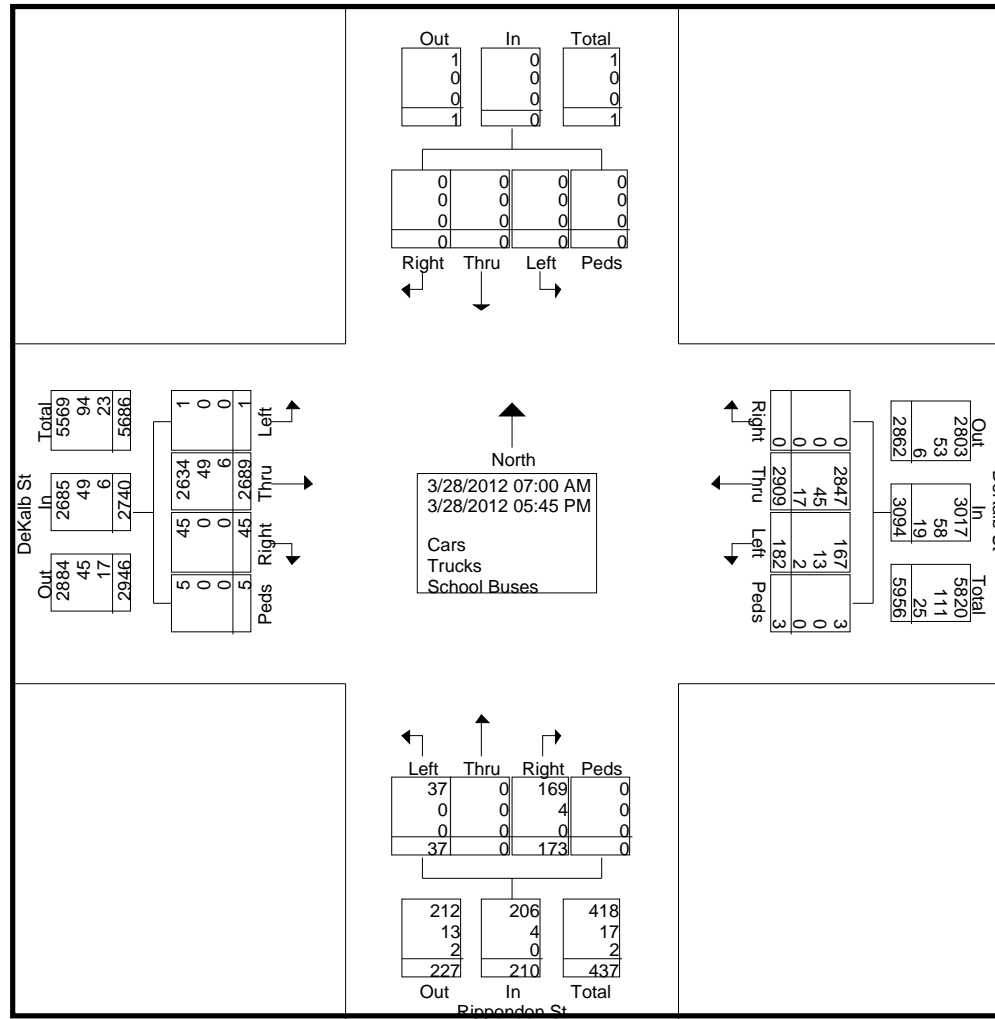 Out In Total
1 0 1
0 0 0
0 0 0
1 0 1
0 0 0 0
0 0 0 0
0 0 0 0
0 0 0 0
Right Thru Left Peds
DeKalb St
Total In Out
5569 2685 2884
94 49 45
23 6 17
5686 2740 2946
Left Thru Right Peds
1 2634 45 5
0 49 0 0
0 6 0 0
1 2689 45 5
North
3/28/2012 07:00 AM
3/28/2012 05:45 PM
Cars
Trucks
School Buses
Right Thru Left Peds
0 2847 167 3
0 45 13 0
0 17 2 0
0 2909 182 3
Out In Total
2803 3017 5820
53 58 111
6 19 25
2862 3094 5956
Left Thru Right Peds
37 0 169 0
0 0 4 0
0 0 0 0
37 0 173 0
212 206 418
13 4 17
2 0 2
227 210 437
Out In Total
Rippondon St